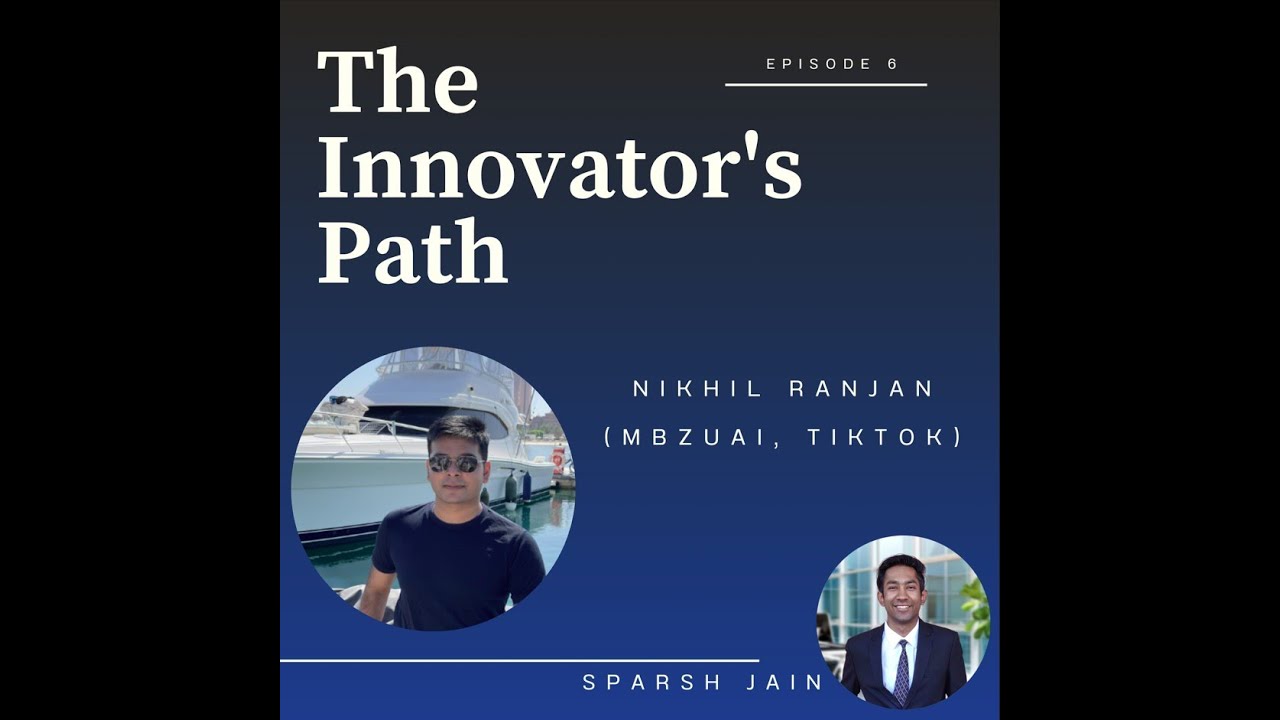 The
Innovator's
Path
EPISODE 6
NIKHIL RANJAN
(MBZUAI, TIKTOK)
SPARSH JAIN